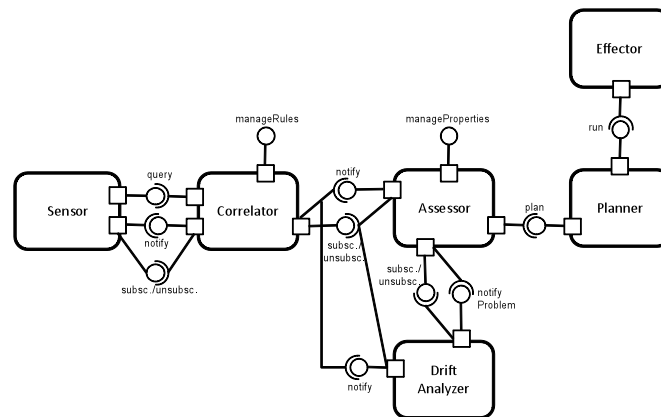 Effector
run
manageRules
manageProperties
query
notify
Sensor
Correlator
Assessor
plan
Planner
notify
subsc./unsubsc.
subsc./
unsubsc.
subsc./
unsubsc.
notify
Problem
notify
Drift
Analyzer